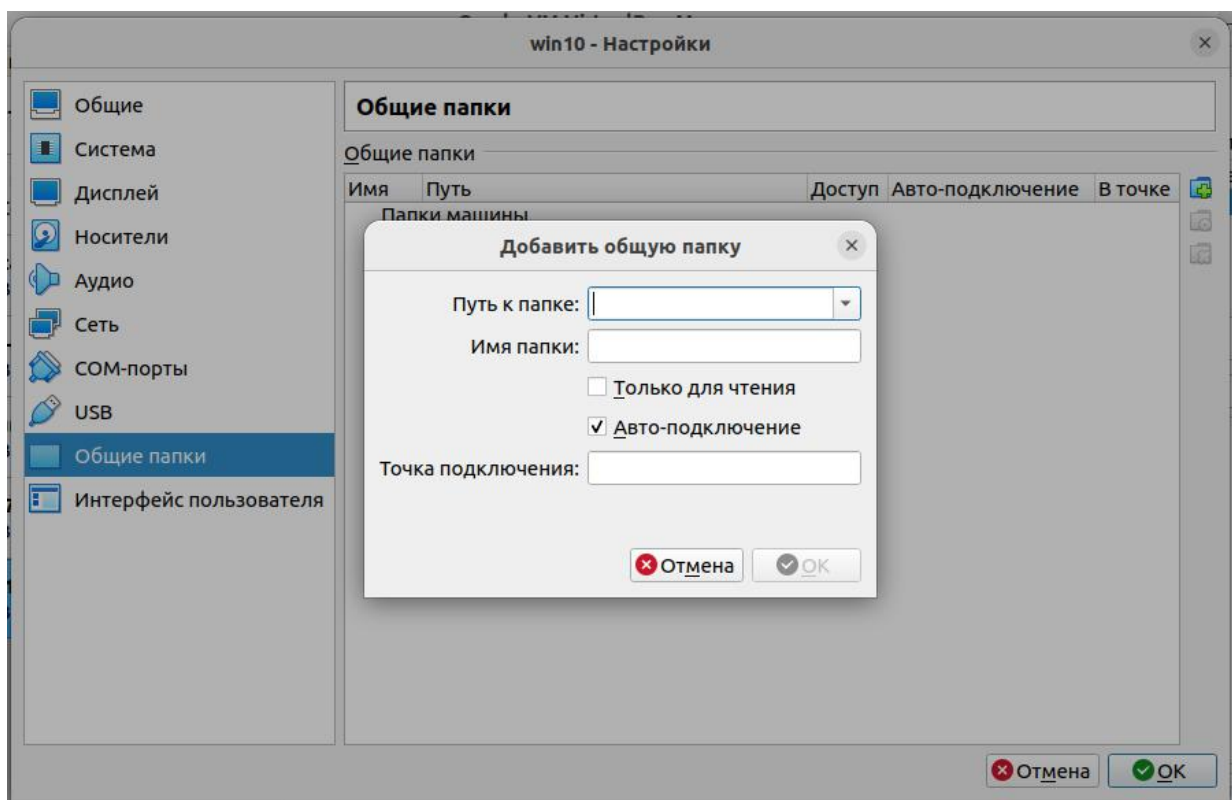 win10 - Настройки
Общие
Система
Дисплей
Носители
Аудио
Сеть
COM-порты
USB
Общие папки
Интерфейс пользователя
Общие папки
Общие папки
Имя Путь Доступ Авто-подключение В точке
Папки машины
Добавить общую папку
Путь к папке:
Имя папки:
Только для чтения
Авто-подключение
Точка подключения:
Отмена OK
Отмена OK